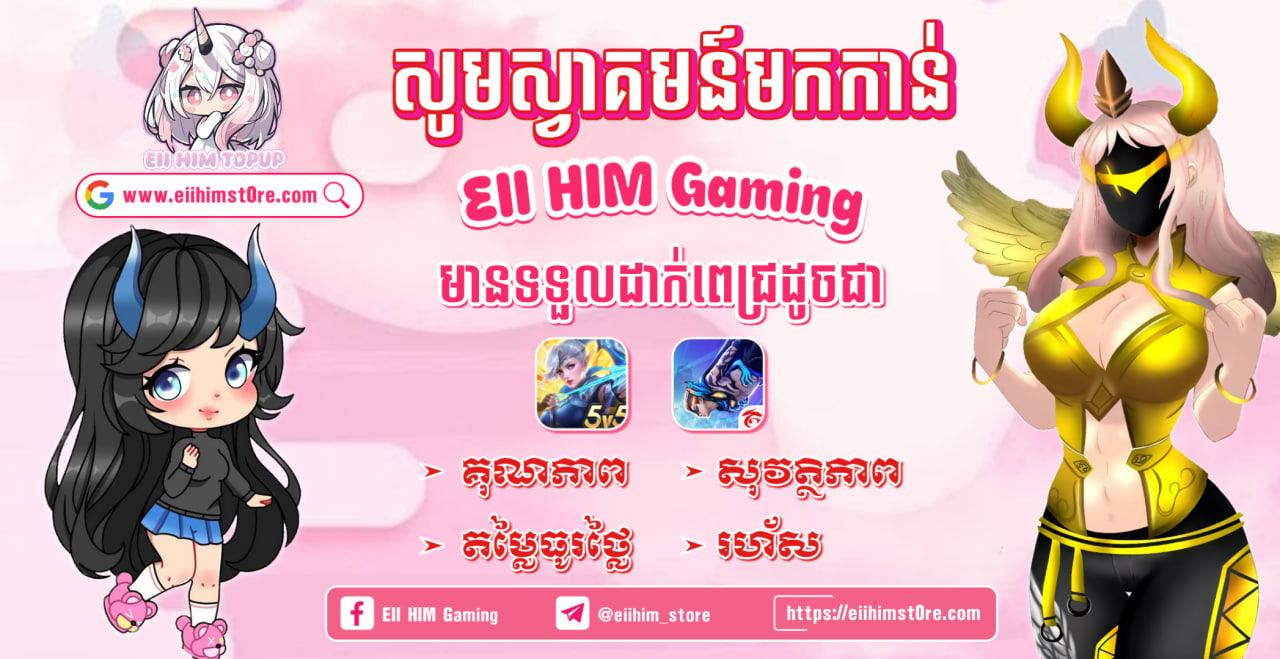 EII HIM TOPUP
www.eiihimst0re.com
សូមស្វាគមន៍មកកាន់
EII HIM Gaming
មានទទួលដាក់ពេជ្រដូចជា
5v5
គុណភាព
សុវត្ថិភាព
តម្លៃធូរថ្លៃ
រហ័ស
EII HIM Gaming
@eiihim_store
https://eiihimst0re.com